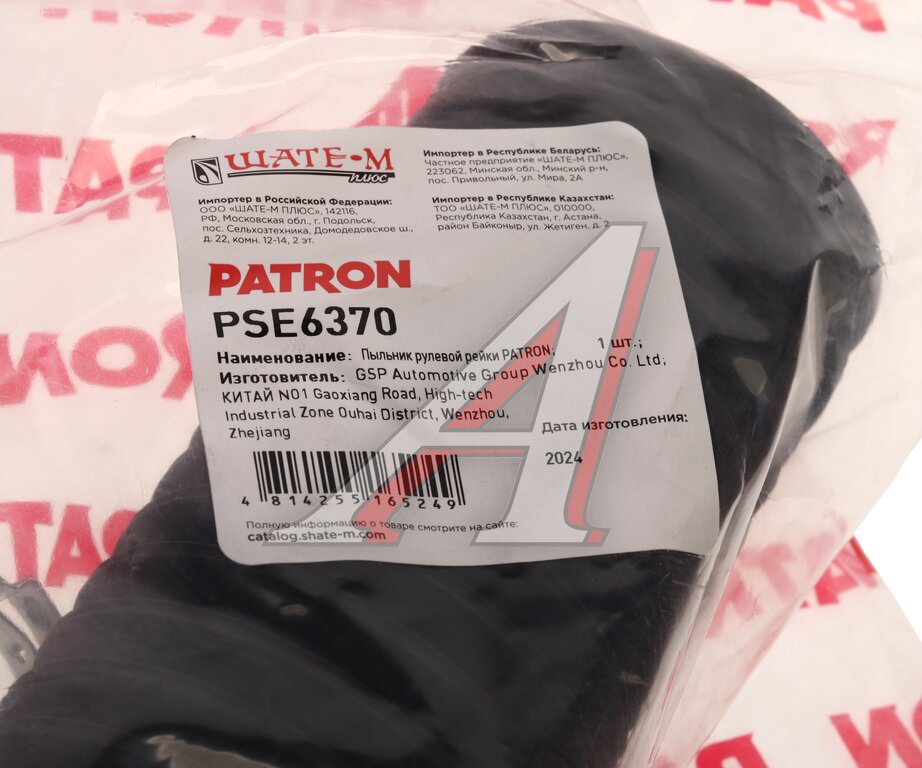 ШАТЕ-М
плюс
Импортер в Российской Федерации:
ООО «ШАТЕ-М ПЛЮС», 142116,
РФ, Московская обл., г. Подольск,
пос. Сельхозтехника, Домодедовское ш.,
д. 22, комн. 12-14, 2 эт.
Импортер в Республике Беларусь:
Частное предприятие «ШАТЕ-М ПЛЮС»,
223062, Минская обл., Минский р-н,
пос. Привольный, ул. Мира, 2А
Импортер в Республике Казахстан:
ТОО «ШАТЕ-М ПЛЮС», 010000,
Республика Казахстан, г. Астана,
район Байконыр, ул. Жетиген, д. 2
PATRON
PSE6370
Наименование: Пыльник рулевой рейки PATRON; 1 шт.;
Изготовитель: GSP Automotive Group Wenzhou Co. Ltd;
КИТАЙ NO1 Gaoxiang Road, High-tech
Industrial Zone Ouhai District, Wenzhou,
Zhejiang
Дата изготовления:
2024
4 814255 165249
Полную информацию о товаре смотрите на сайте:
catalog.shate-m.com